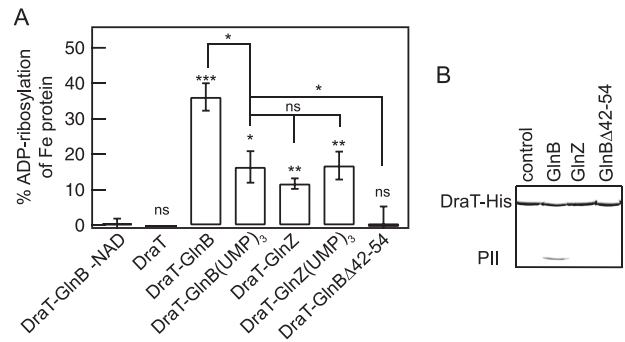 A
% ADP-ribosylation
of Fe protein
50
40
30
20
10
0
ns
***
*
*
**
ns
**
*
ns
DraT-GlnB -NAD
DraT
DraT-GlnB
DraT-GlnB(UMP)3
DraT-GlnZ
DraT-GlnZ(UMP)3
DraT-GlnBΔ42-54
B
control
GlnB
GlnZ
GlnBΔ42-54
DraT-His
PII